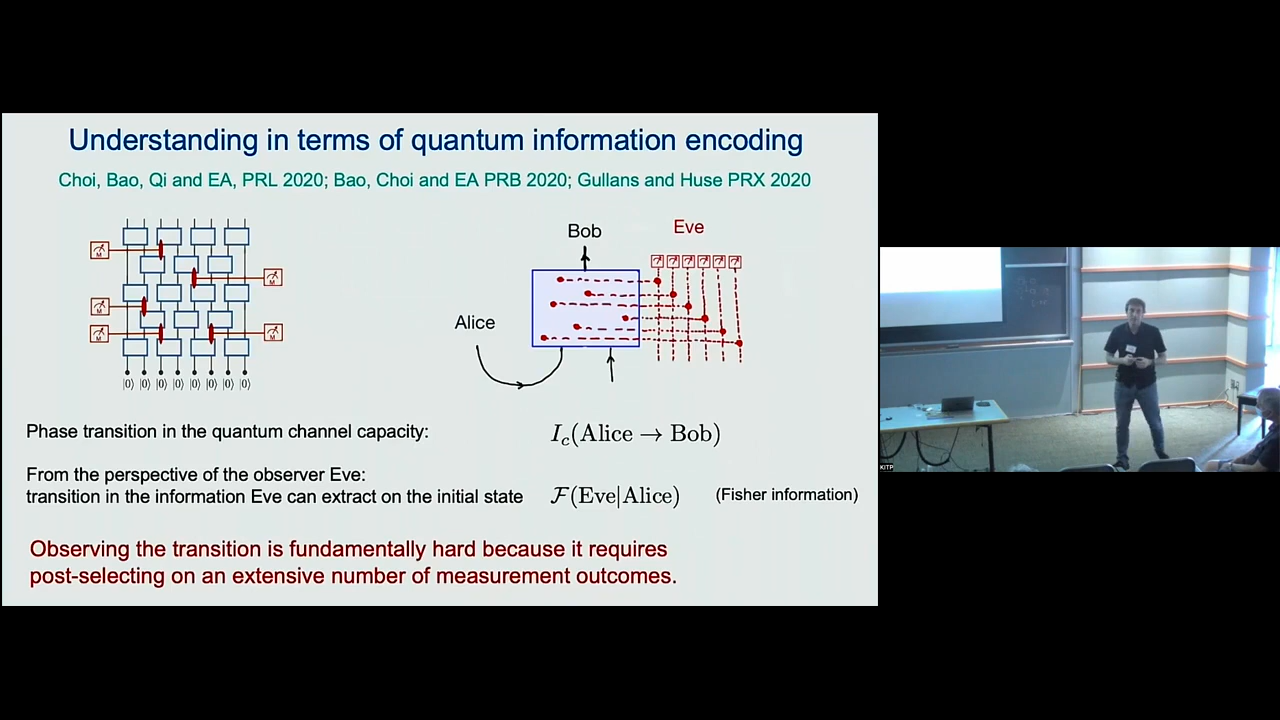 Understanding in terms of quantum information encoding
Choi, Bao, Qi and EA, PRL 2020; Bao, Choi and EA PRB 2020; Gullans and Huse PRX 2020
Bob
Eve
Alice
M
M
M
M
M
|0⟩ |0⟩ |0⟩ |0⟩ |0⟩ |0⟩ |0⟩ |0⟩
Phase transition in the quantum channel capacity: I_c(Alice → Bob)
From the perspective of the observer Eve:
transition in the information Eve can extract on the initial state F(Eve|Alice) (Fisher information)
Observing the transition is fundamentally hard because it requires
post-selecting on an extensive number of measurement outcomes.
KITP